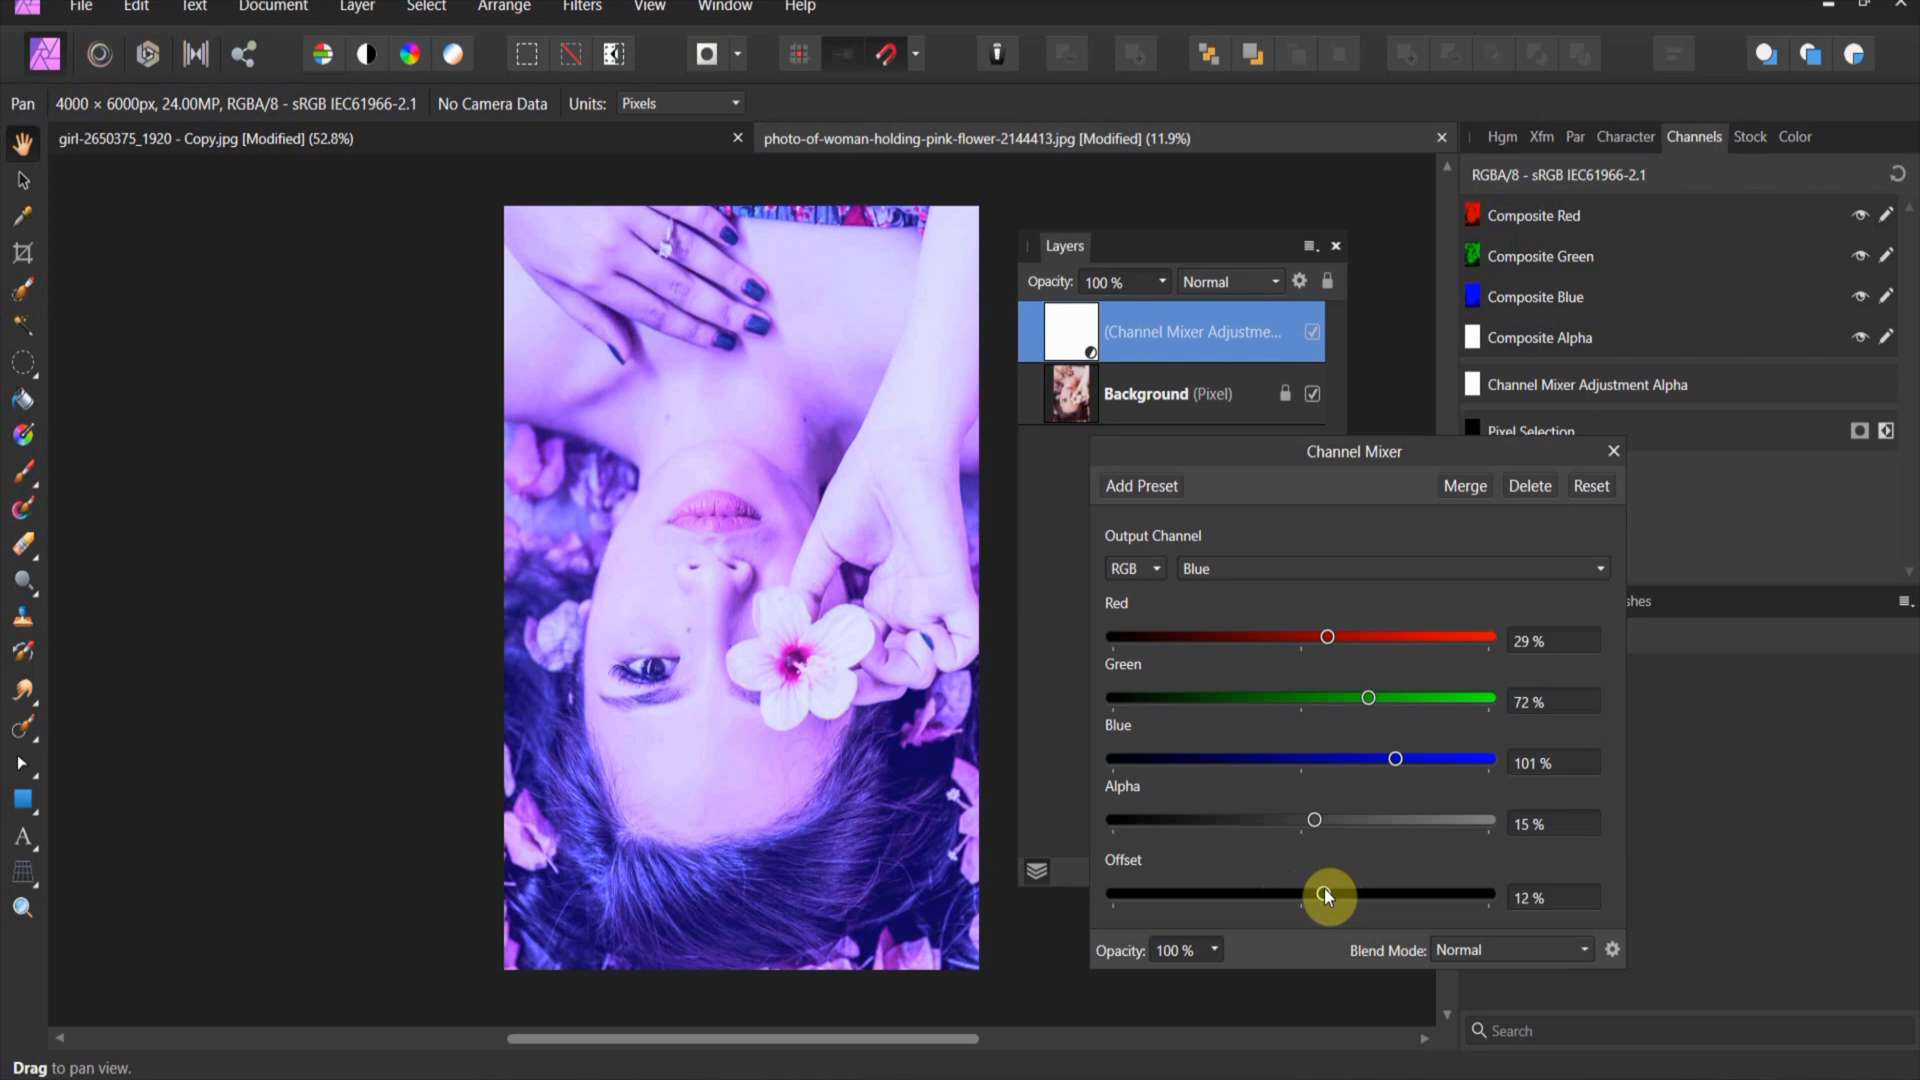 File Edit Text Document Layer Select Arrange Filters View Window Help
Pan 4000 × 6000px, 24.00MP, RGBA/8 - sRGB IEC61966-2.1 No Camera Data Units: Pixels
girl-2650375_1920 - Copy.jpg [Modified] (52.8%)
photo-of-woman-holding-pink-flower-2144413.jpg [Modified] (11.9%)
Hgm Xfm Par Character Channels Stock Color
RGBA/8 - sRGB IEC61966-2.1
Composite Red
Composite Green
Composite Blue
Composite Alpha
Channel Mixer Adjustment Alpha
Pixel Selection
Layers
Opacity: 100 % Normal
(Channel Mixer Adjustme...
Background (Pixel)
Channel Mixer
Add Preset Merge Delete Reset
Output Channel
RGB Blue
Red
29 %
Green
72 %
Blue
101 %
Alpha
15 %
Offset
12 %
Opacity: 100 % Blend Mode: Normal
shes
Search
Drag to pan view.